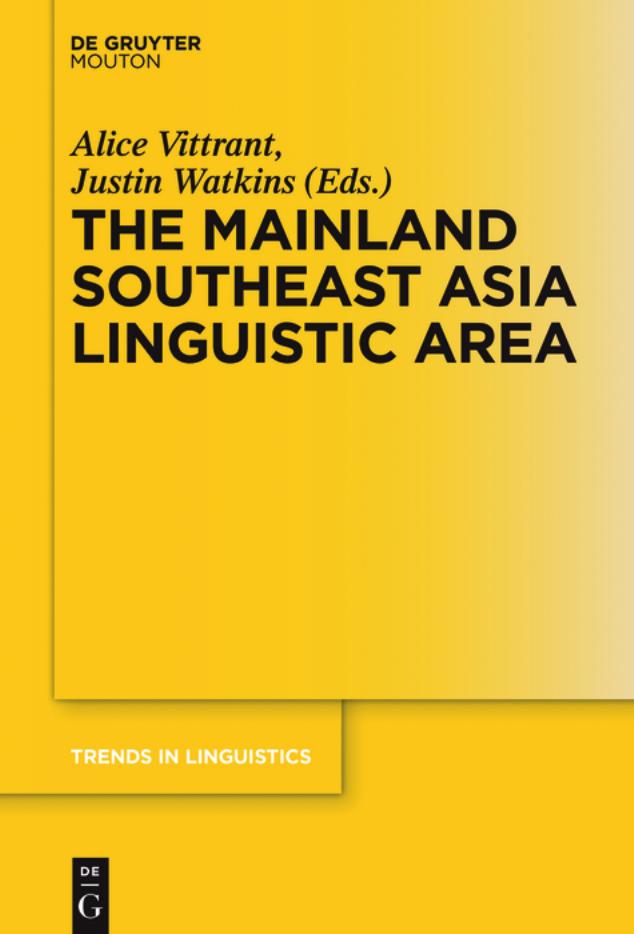 DE GRUYTER
MOUTON
Alice Vittrant,
Justin Watkins (Eds.)
THE MAINLAND
SOUTHEAST ASIA
LINGUISTIC AREA
TRENDS IN LINGUISTICS
DE
G